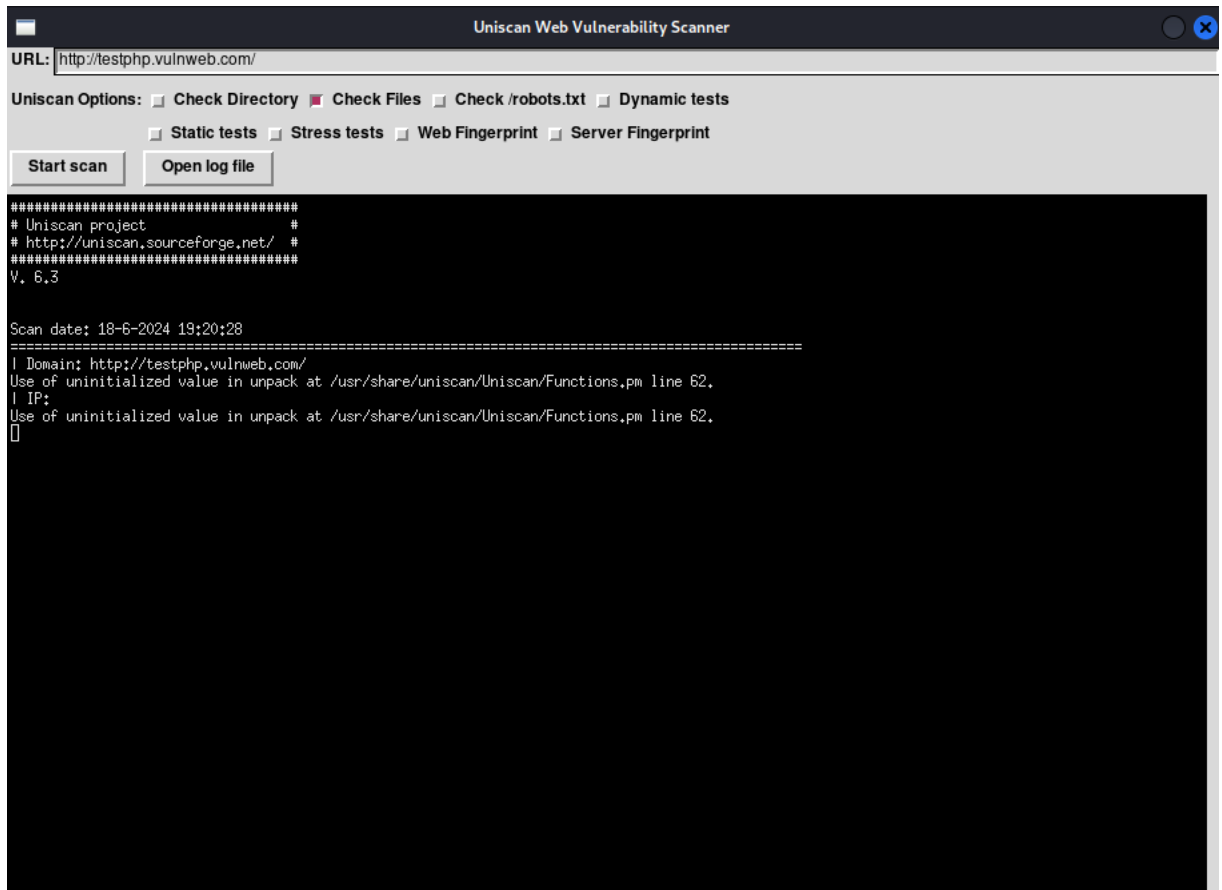 Uniscan Web Vulnerability Scanner
URL: http://testphp.vulnweb.com/
Uniscan Options: Check Directory Check Files Check /robots.txt Dynamic tests
Static tests Stress tests Web Fingerprint Server Fingerprint
Start scan Open log file
####################################
# Uniscan project #
# http://uniscan.sourceforge.net/ #
####################################
V. 6.3
Scan date: 18-6-2024 19:20:28
===================================================================================================
| Domain: http://testphp.vulnweb.com/
Use of uninitialized value in unpack at /usr/share/uniscan/Uniscan/Functions.pm line 62.
| IP:
Use of uninitialized value in unpack at /usr/share/uniscan/Uniscan/Functions.pm line 62.